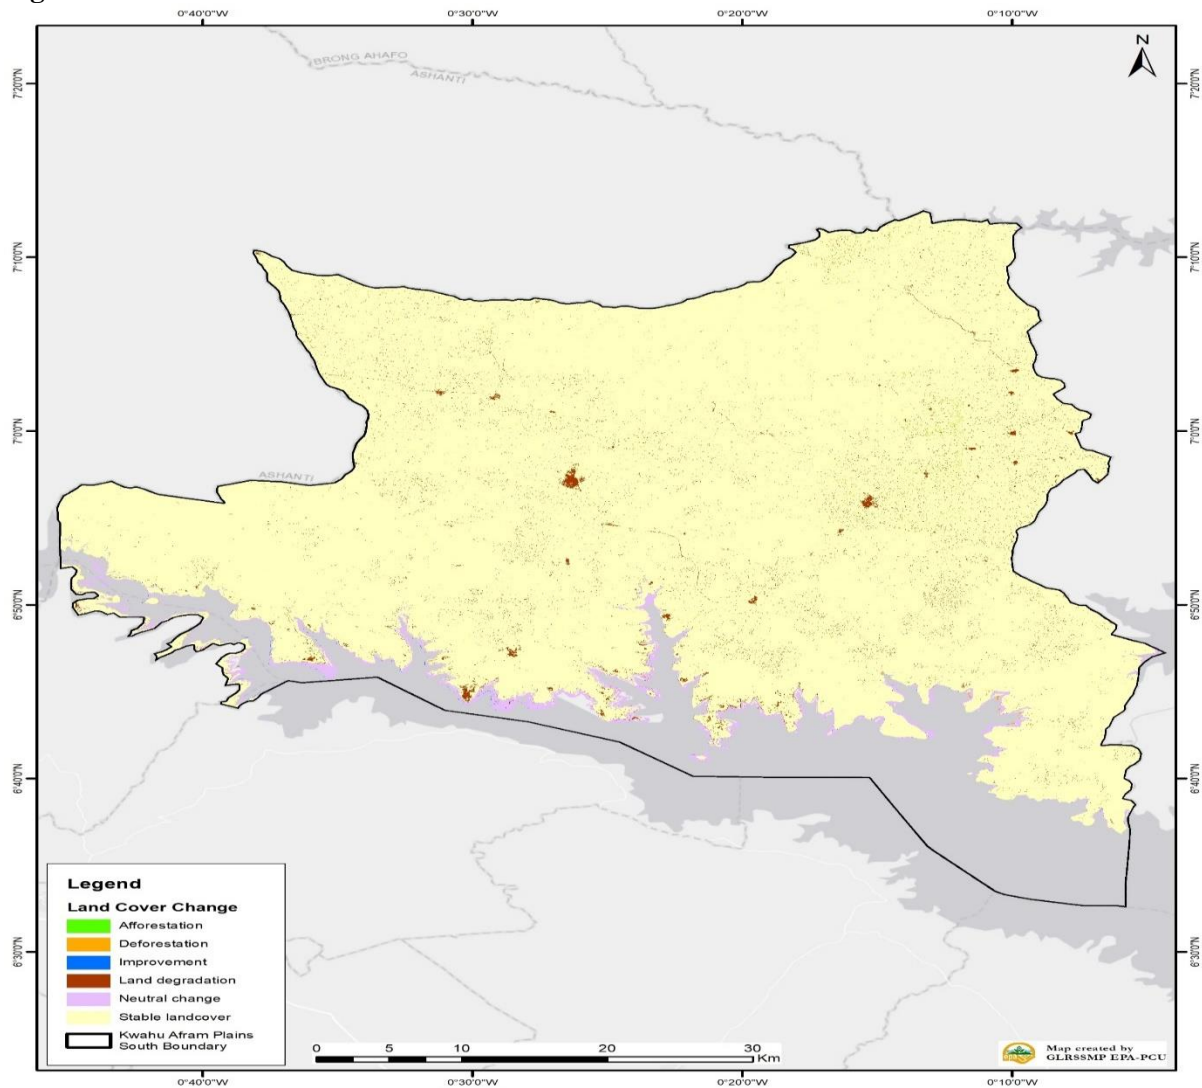 0°40'0"W 0°30'0"W 0°20'0"W 0°10'0"W
N
7°20'0"N 7°20'0"N
BRONG AHAFO
ASHANTI
7°10'0"N 7°10'0"N
7°0'0"N 7°0'0"N
ASHANTI
6°50'0"N 6°50'0"N
6°40'0"N 6°40'0"N
6°30'0"N 6°30'0"N
Legend
Land Cover Change
Afforestation
Deforestation
Improvement
Land degradation
Neutral change
Stable landcover
Kwahu Afram Plains
South Boundary
0 5 10 20 30
Km
Map created by
GLRSSMP EPA-PCU
0°40'0"W 0°30'0"W 0°20'0"W 0°10'0"W